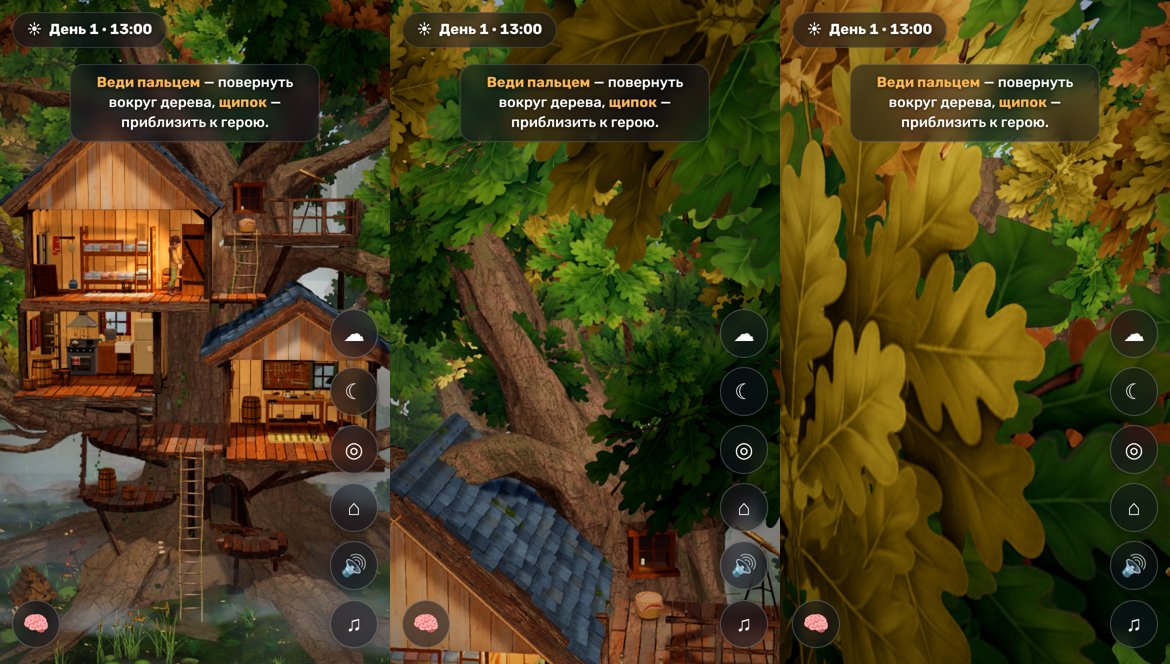 ☀ День 1 • 13:00
Веди пальцем — повернуть
вокруг дерева, щипок —
приблизить к герою.
☀ День 1 • 13:00
Веди пальцем — повернуть
вокруг дерева, щипок —
приблизить к герою.
☀ День 1 • 13:00
Веди пальцем — повернуть
вокруг дерева, щипок —
приблизить к герою.